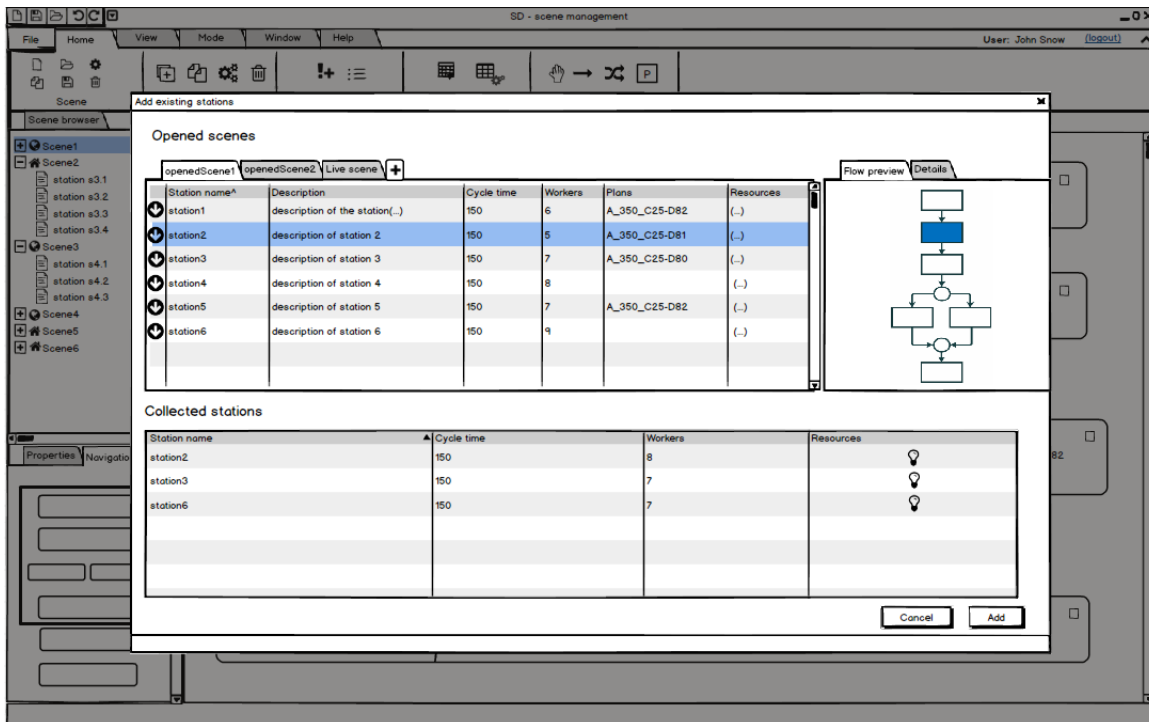 SD - scene management
File Home View Mode Window Help User: John Snow (logout)
P
Scene
Add existing stations
Scene browser
Opened scenes
Scene1
Scene2
station s3.1
station s3.2
station s3.3
station s3.4
Scene3
station s4.1
station s4.2
station s4.3
Scene4
Scene5
Scene6
openedScene1 openedScene2 Live scene
Flow preview Details
Station name^ Description Cycle time Workers Plans Resources
station1 description of the station(...) 150 6 A_350_C25-D82 (...)
station2 description of station 2 150 5 A_350_C25-D81 (...)
station3 description of station 3 150 7 A_350_C25-D80 (...)
station4 description of station 4 150 8 (...)
station5 description of station 5 150 7 A_350_C25-D82 (...)
station6 description of station 6 150 9 (...)
Collected stations
Station name Cycle time Workers Resources
station2 150 8
station3 150 7
station6 150 7
Properties Navigatio
82
Cancel Add